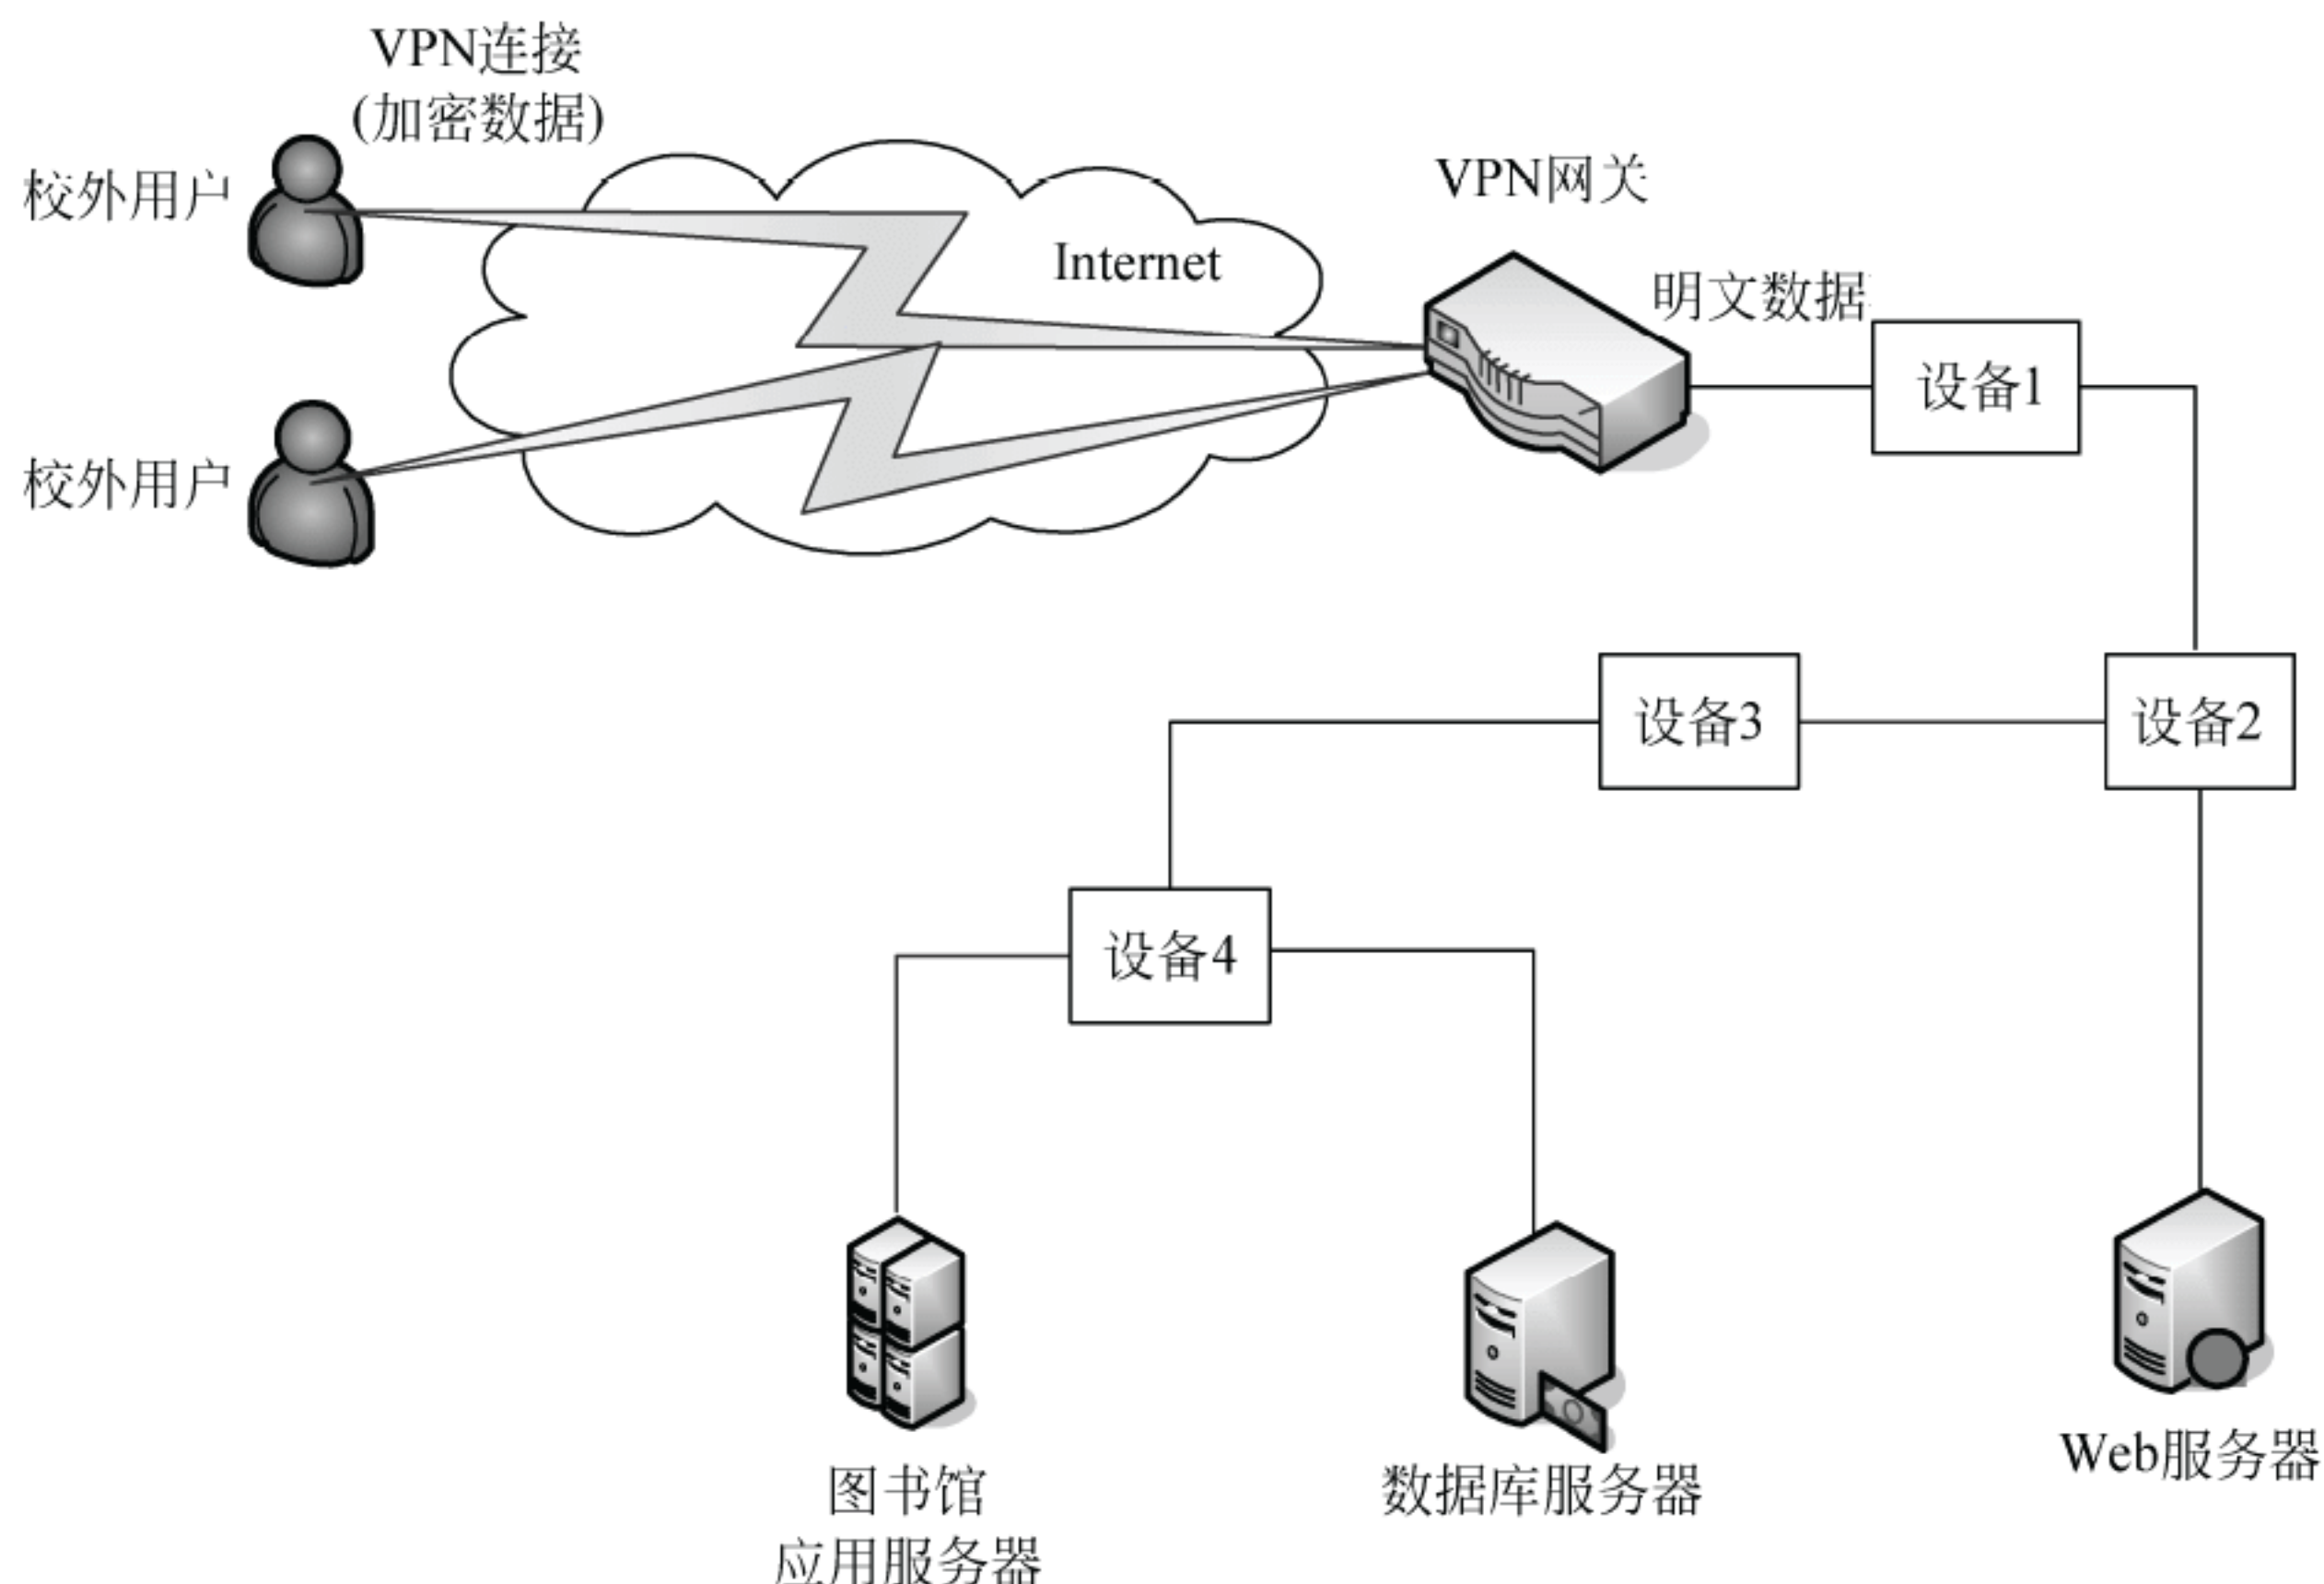 VPN连接
(加密数据)
校外用户
VPN网关
Internet
明文数据
设备1
校外用户
设备3
设备2
设备4
图书馆
应用服务器
数据库服务器
Web服务器